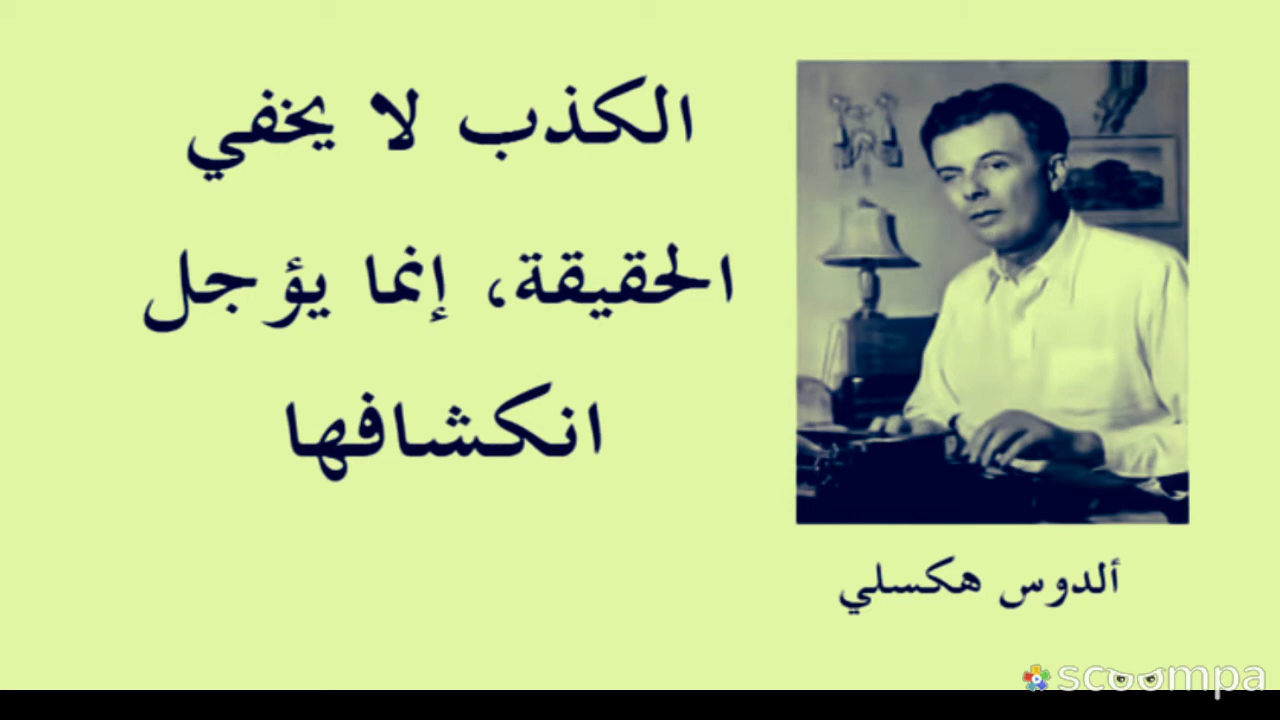 الكذب لا يخفي
الحقيقة، إنما يؤجل
انكشافها
ألدوس هكسلي
scoompa